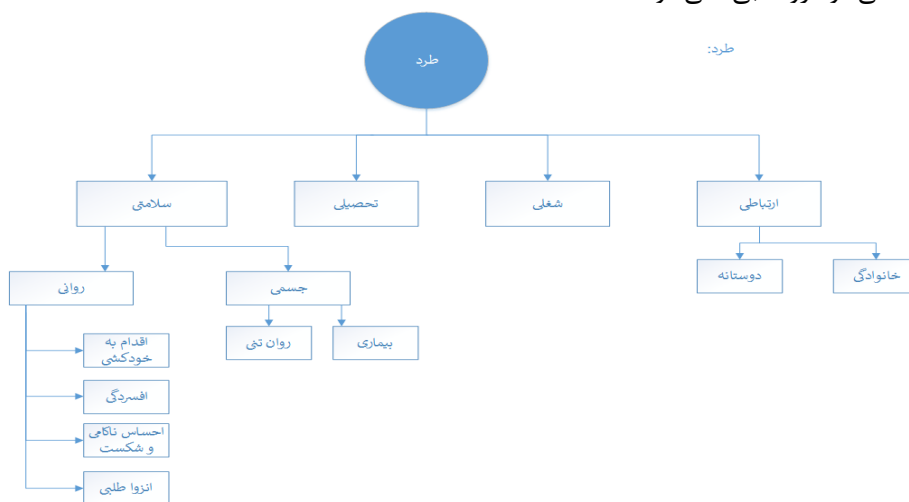 طرد:
طرد
ارتباطی
شغلی
تحصیلی
سلامتی
خانوادگی
دوستانه
جسمی
روانی
بیماری
روان تنی
اقدام به
خودکشی
افسردگی
احساس ناکامی
و شکست
انزوا طلبی